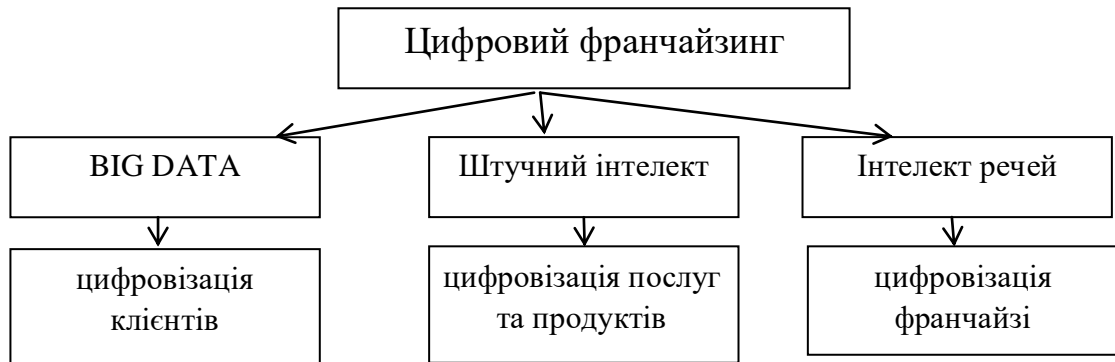 Цифровий франчайзинг
BIG DATA
Штучний інтелект
Інтелект речей
цифровізація
клієнтів
цифровізація послуг
та продуктів
цифровізація
франчайзі